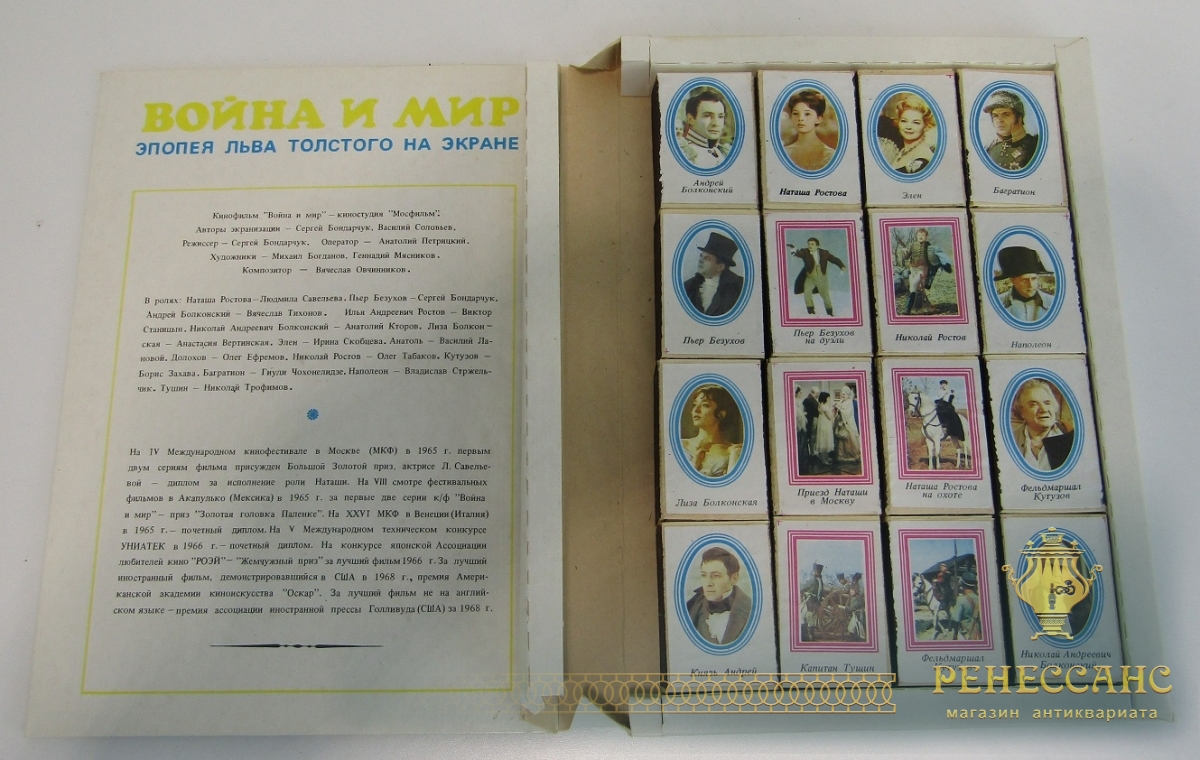 ВОЙНА И МИР
ЭПОПЕЯ ЛЬВА ТОЛСТОГО НА ЭКРАНЕ
Кинофильм "Война и мир" – киностудия "Мосфильм".
Авторы экранизации – Сергей Бондарчук, Василий Соловьев.
Режиссер – Сергей Бондарчук. Оператор – Анатолий Петрицкий.
Художники – Михаил Богданов, Геннадий Мясников.
Композитор – Вячеслав Овчинников.
В ролях: Наташа Ростова – Людмила Савельева. Пьер Безухов – Сергей Бондарчук.
Андрей Болковский – Вячеслав Тихонов. Илья Андреевич Ростов – Виктор
Станицын. Николай Андреевич Болконский – Анатолий Кторов. Лиза Болкон–
ская – Анастасия Вертинская. Элен – Ирина Скобцева. Анатоль – Василий Ла-
новой. Долохов – Олег Ефремов. Николай Ростов – Олег Табаков. Кутузов –
Борис Захава. Багратион – Гиули Чохонелидзе. Наполеон – Владислав Стржель-
чик. Тушин – Николай Трофимов.
На IV Международном кинофестивале в Москве (МКФ) в 1965 г. первым
двум сериям фильма присужден Большой Золотой приз, актрисе Л. Савелье-
вой – диплом за исполнение роли Наташи. На VIII смотре фестивальных
фильмов в Акапулько (Мексика) в 1965 г. за первые две серии к/ф "Война
и мир" – приз "Золотая головка Паленке". На XXVI МКФ в Венеции (Италия)
в 1965 г. – почетный диплом. На V Международном техническом конкурсе
УНИАТЕК в 1966 г. – почетный диплом. На конкурсе японской Ассоциации
любителей кино "РОЭЙ" – "Жемчужный приз" за лучший фильм 1966 г. За лучший
иностранный фильм, демонстрировавшийся в США в 1968 г., премия Амери-
канской академии киноискусства "Оскар". За лучший фильм не на англий-
ском языке – премия ассоциации иностранной прессы Голливуда (США) за 1968 г.
Андрей
Болконский
Наташа Ростова
Элен
Багратион
Пьер Безухов
Пьер Безухов
на дуэли
Николай Ростов
Наполеон
Лиза Болконская
Приезд Наташи
в Москву
Наташа Ростова
на охоте
Фельдмаршал
Кутузов
Князь Андрей
Капитан Тушин
Фельдмаршал
Николай Андреевич
Болконский
РЕНЕССАНС
магазин антиквариата